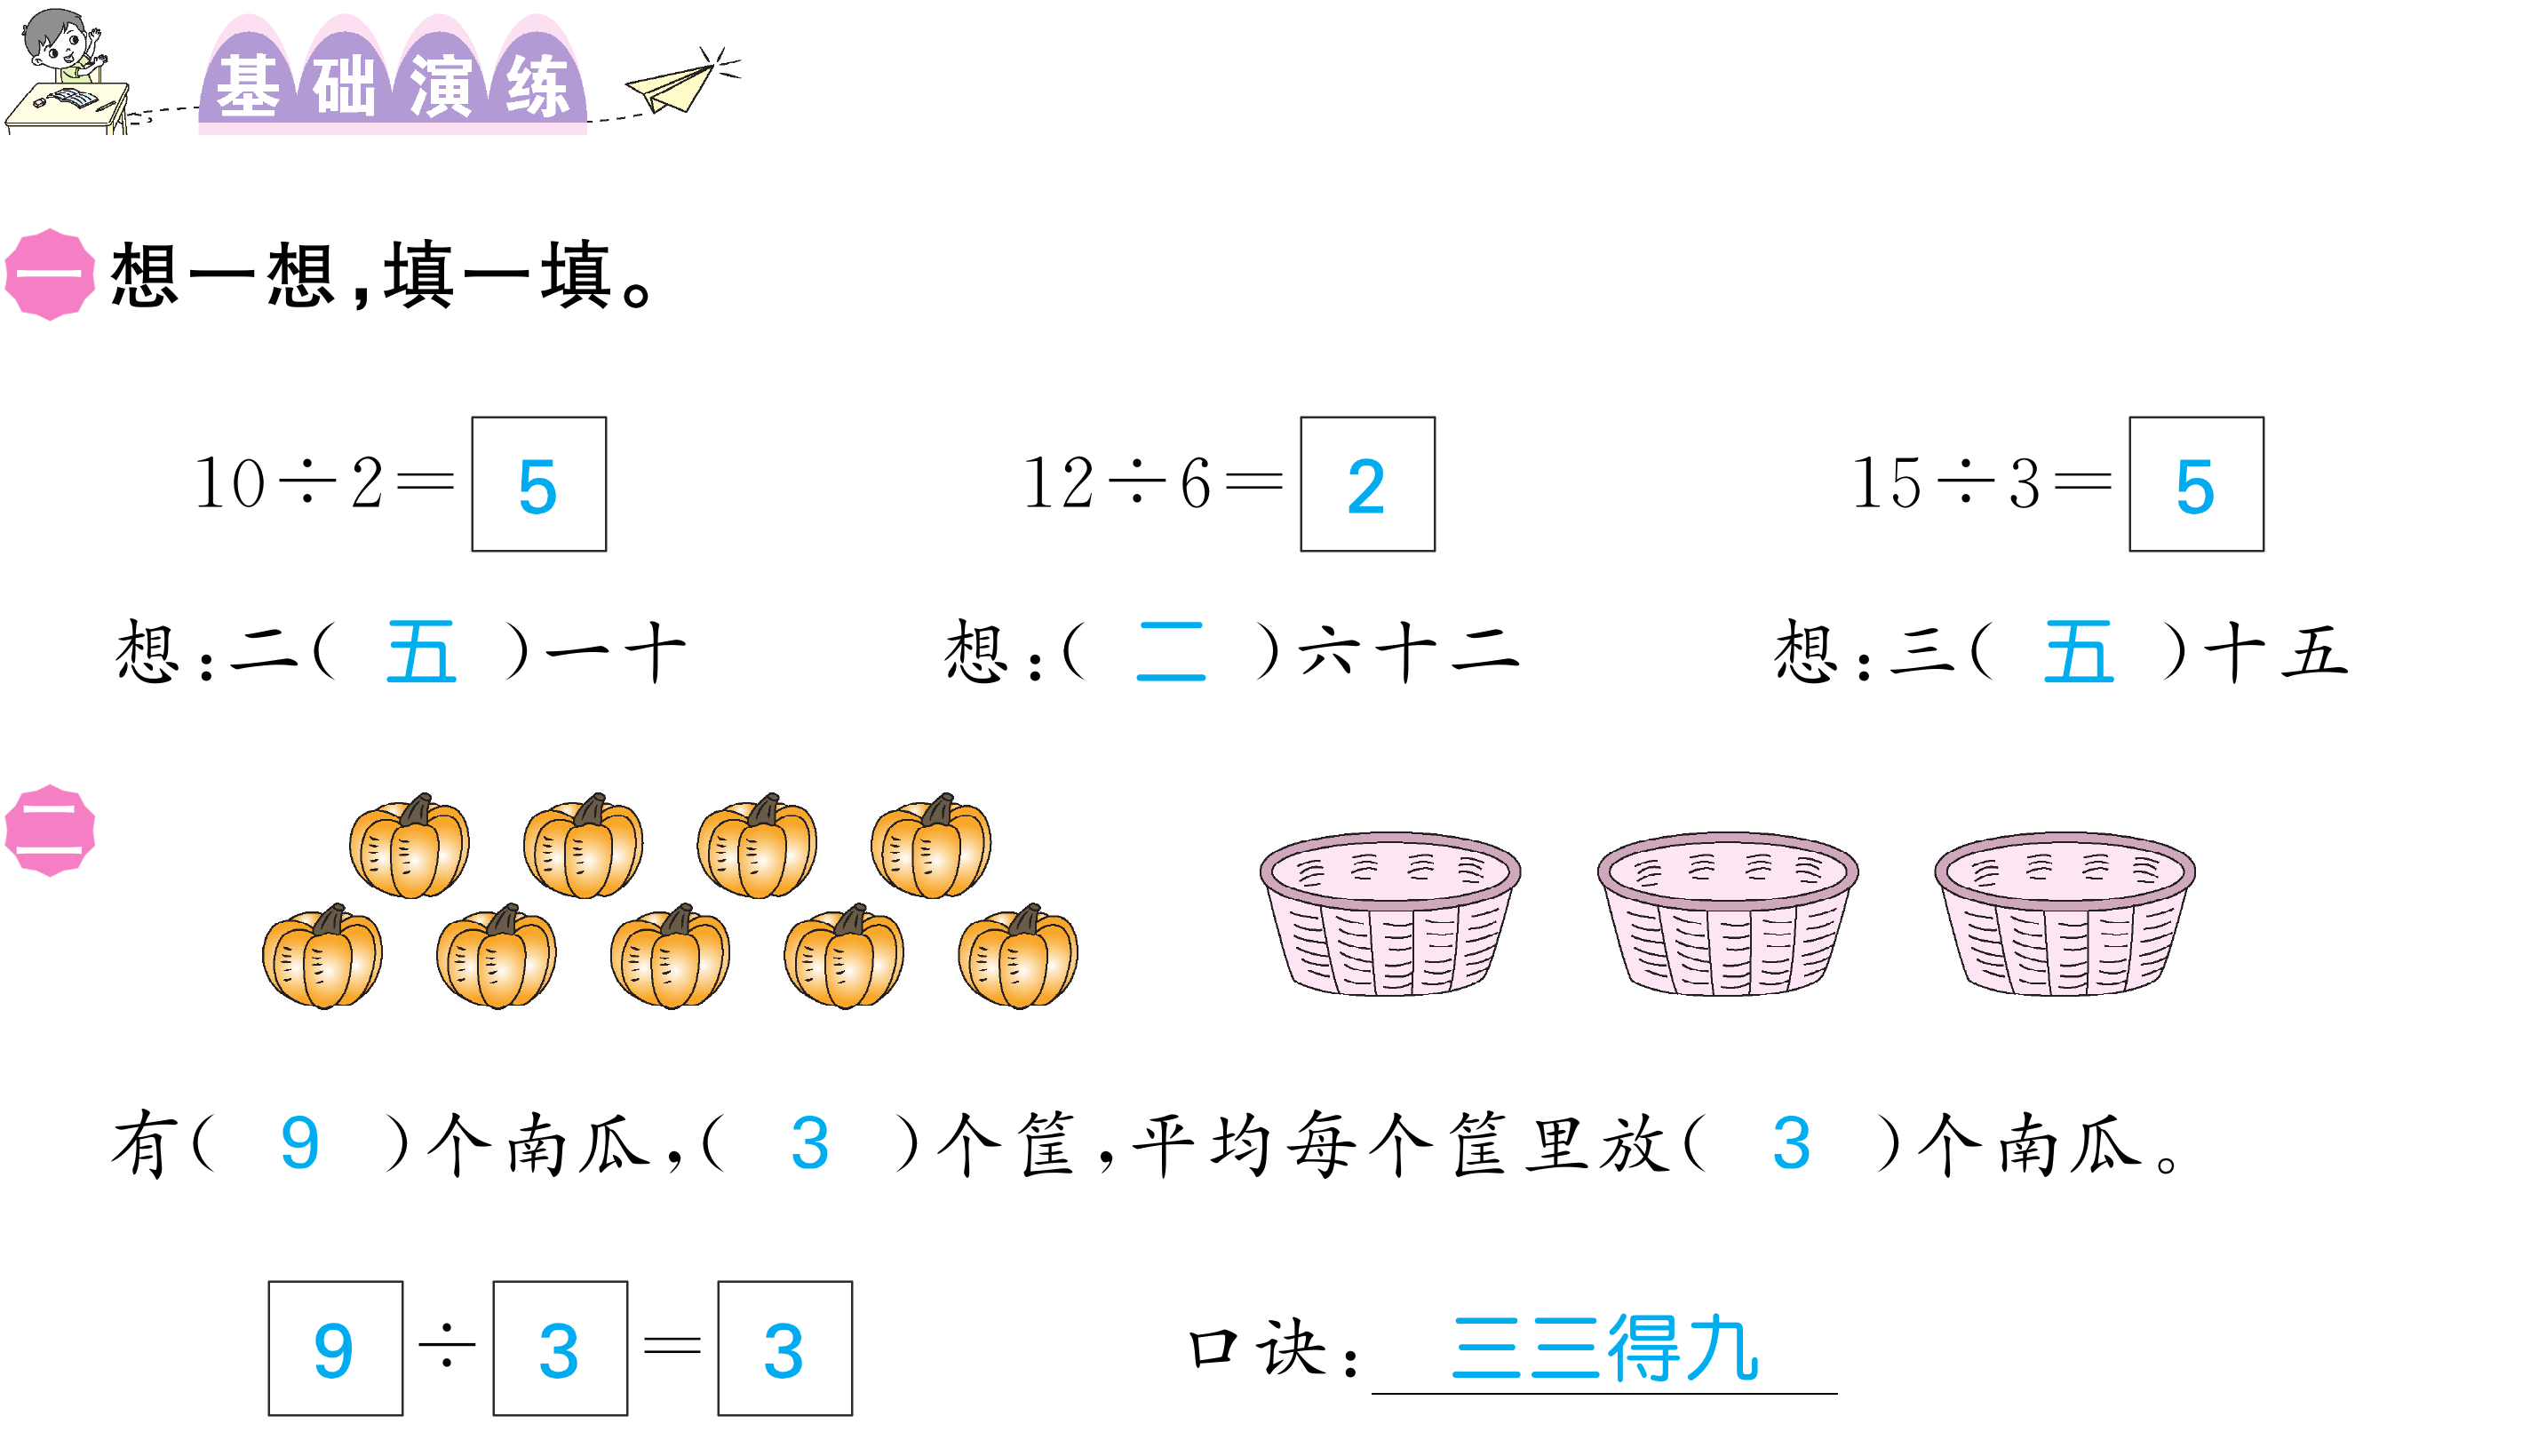 基础演练
一 想一想,填一填。
10÷2=5 12÷6=2 15÷3=5
想:二(五)一十 想:(二)六十二 想:三(五)十五
二
有(9)个南瓜,(3)个筐,平均每个筐里放(3)个南瓜。
9÷3=3 口诀:三三得九